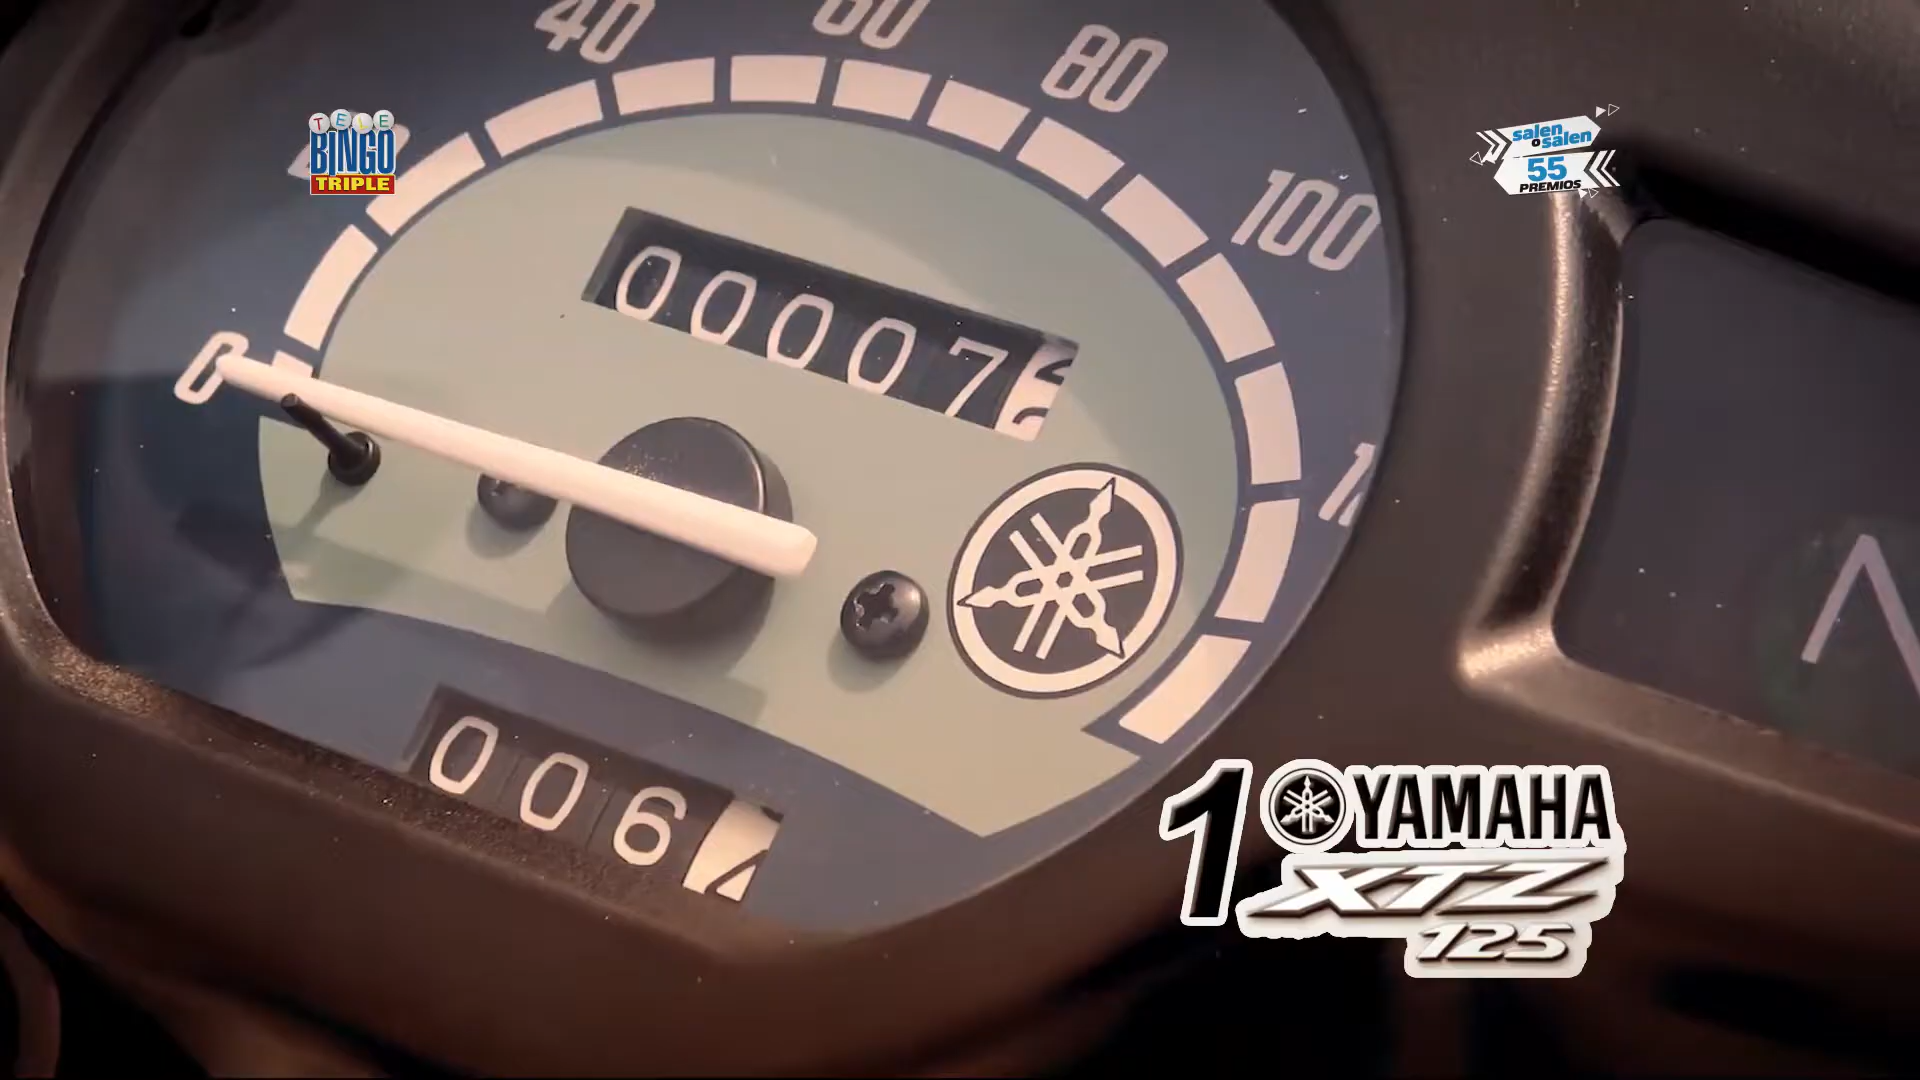 40
60
80
100
0
TELE
BINGO
TRIPLE
salen
o salen
55
PREMIOS
00007
006
1 YAMAHA
XTZ
125